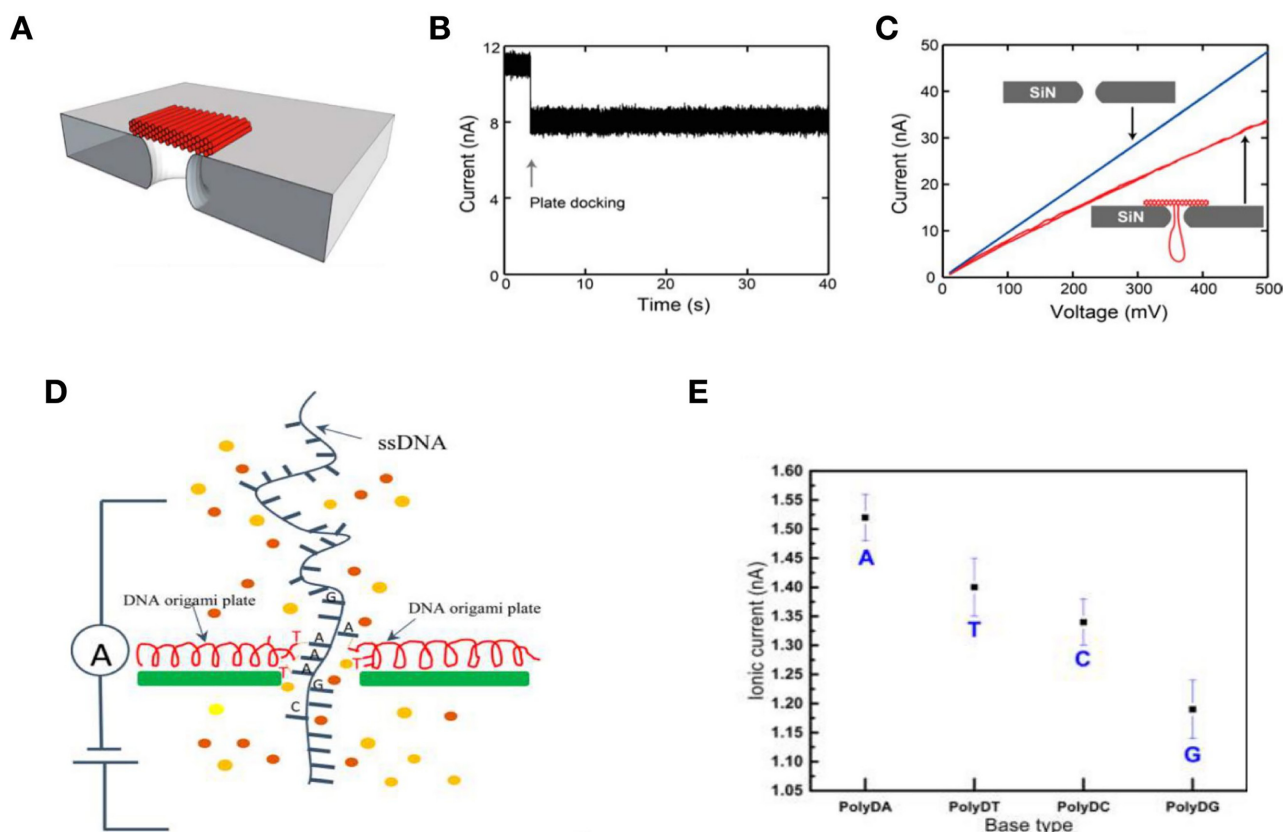 A
B
12
8
4
0
Current (nA)
Plate docking
0
10
20
30
40
Time (s)
C
50
40
30
20
10
0
Current (nA)
SiN
SiN
0
100
200
300
400
500
Voltage (mV)
D
ssDNA
DNA origami plate
DNA origami plate
A
G
T
A
A
A
T
T
A
G
C
E
1.60
1.55
1.50
1.45
1.40
1.35
1.30
1.25
1.20
1.15
1.10
1.05
Ionic current (nA)
A
T
C
G
PolyDA
PolyDT
PolyDC
PolyDG
Base type